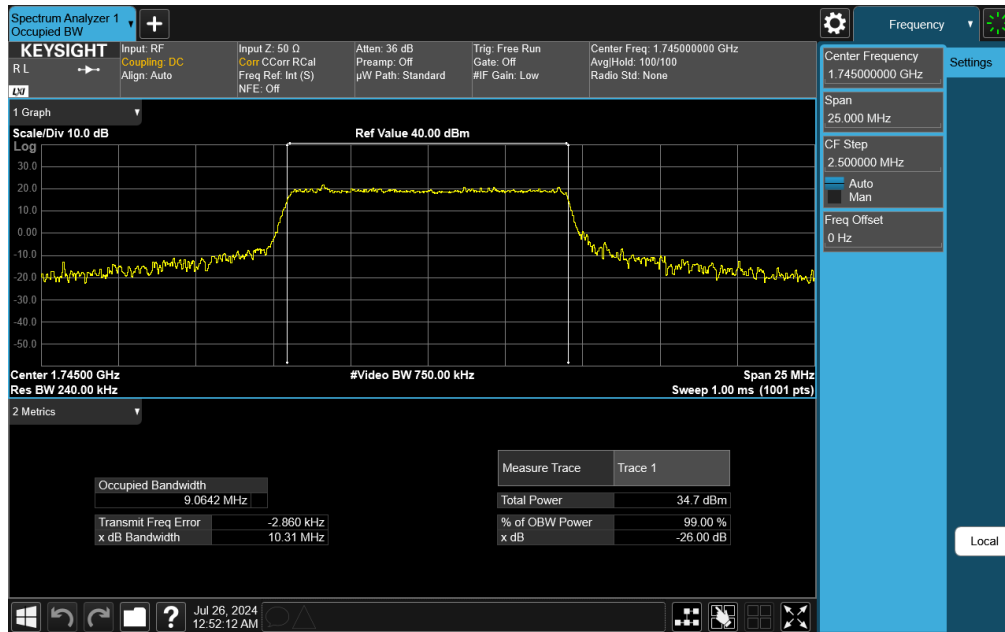 Spectrum Analyzer 1
Occupied BW
Frequency
KEYSIGHT
R L
LXI
Input: RF
Coupling: DC
Align: Auto
Input Z: 50 Ω
Corr CCorr RCal
Freq Ref: Int (S)
NFE: Off
Atten: 36 dB
Preamp: Off
µW Path: Standard
Trig: Free Run
Gate: Off
#IF Gain: Low
Center Freq: 1.745000000 GHz
Avg|Hold: 100/100
Radio Std: None
Center Frequency
1.745000000 GHz
Settings
Span
25.000 MHz
CF Step
2.500000 MHz
Auto
Man
Freq Offset
0 Hz
1 Graph
Scale/Div 10.0 dB
Ref Value 40.00 dBm
Log
30.0
20.0
10.0
0.00
-10.0
-20.0
-30.0
-40.0
-50.0
Center 1.74500 GHz
#Video BW 750.00 kHz
Span 25 MHz
Res BW 240.00 kHz
Sweep 1.00 ms (1001 pts)
2 Metrics
Measure Trace
Trace 1
Occupied Bandwidth
9.0642 MHz
Total Power
34.7 dBm
Transmit Freq Error
-2.860 kHz
% of OBW Power
99.00 %
x dB Bandwidth
10.31 MHz
x dB
-26.00 dB
Local
?
Jul 26, 2024
12:52:12 AM